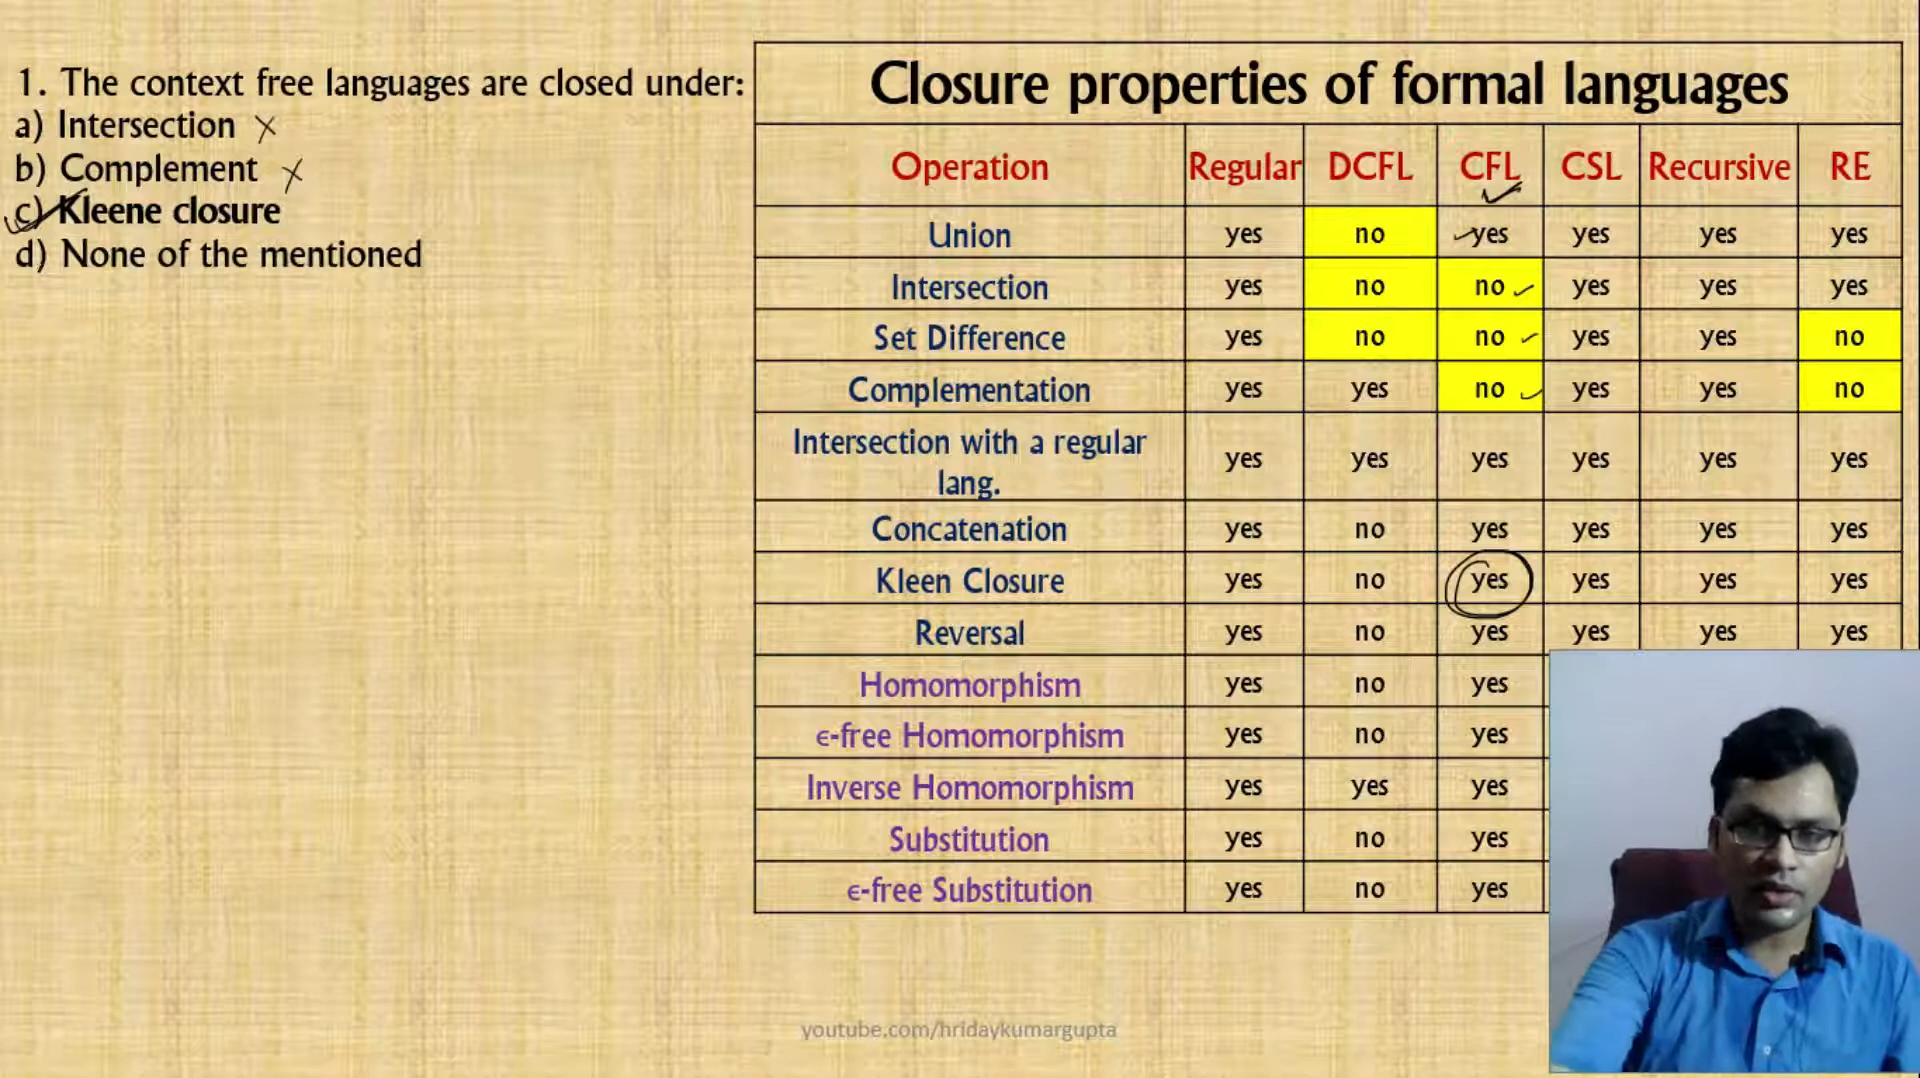 1. The context free languages are closed under:
a) Intersection
b) Complement
c) Kleene closure
d) None of the mentioned
Closure properties of formal languages
Operation Regular DCFL CFL CSL Recursive RE
Union yes no yes yes yes yes
Intersection yes no no yes yes yes
Set Difference yes no no yes yes no
Complementation yes yes no yes yes no
Intersection with a regular
lang. yes yes yes yes yes yes
Concatenation yes no yes yes yes yes
Kleen Closure yes no yes yes yes yes
Reversal yes no yes yes yes yes
Homomorphism yes no yes
ϵ-free Homomorphism yes no yes
Inverse Homomorphism yes yes yes
Substitution yes no yes
ϵ-free Substitution yes no yes
youtube.com/hridaykumargupta